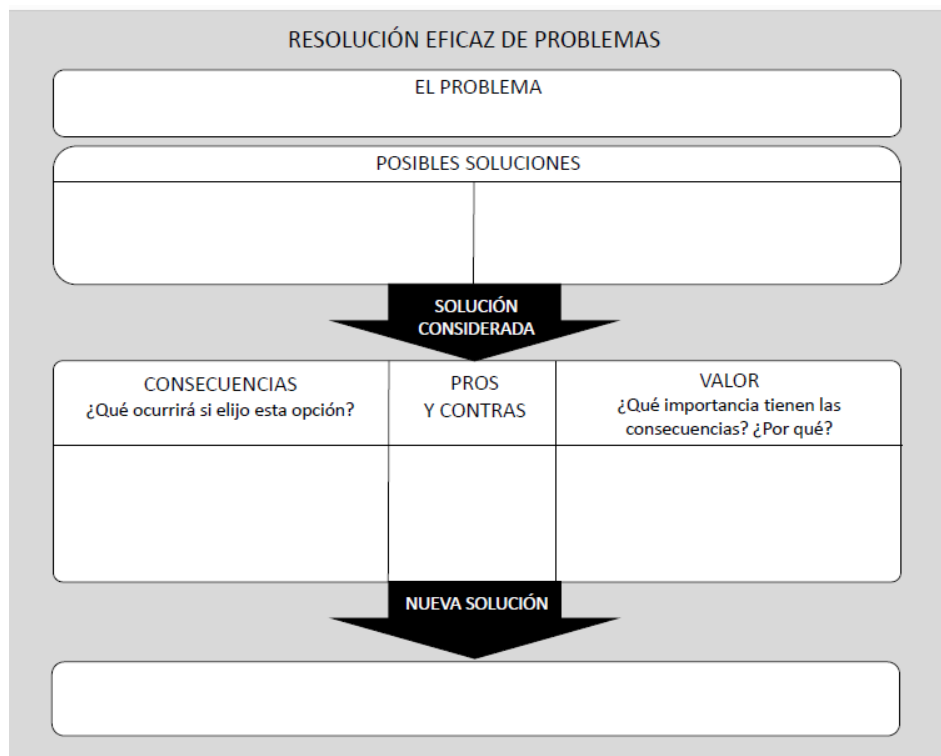 RESOLUCIÓN EFICAZ DE PROBLEMAS
EL PROBLEMA
POSIBLES SOLUCIONES
SOLUCIÓN
CONSIDERADA
CONSECUENCIAS
¿Qué ocurrirá si elijo esta opción?
PROS
Y CONTRAS
VALOR
¿Qué importancia tienen las
consecuencias? ¿Por qué?
NUEVA SOLUCIÓN